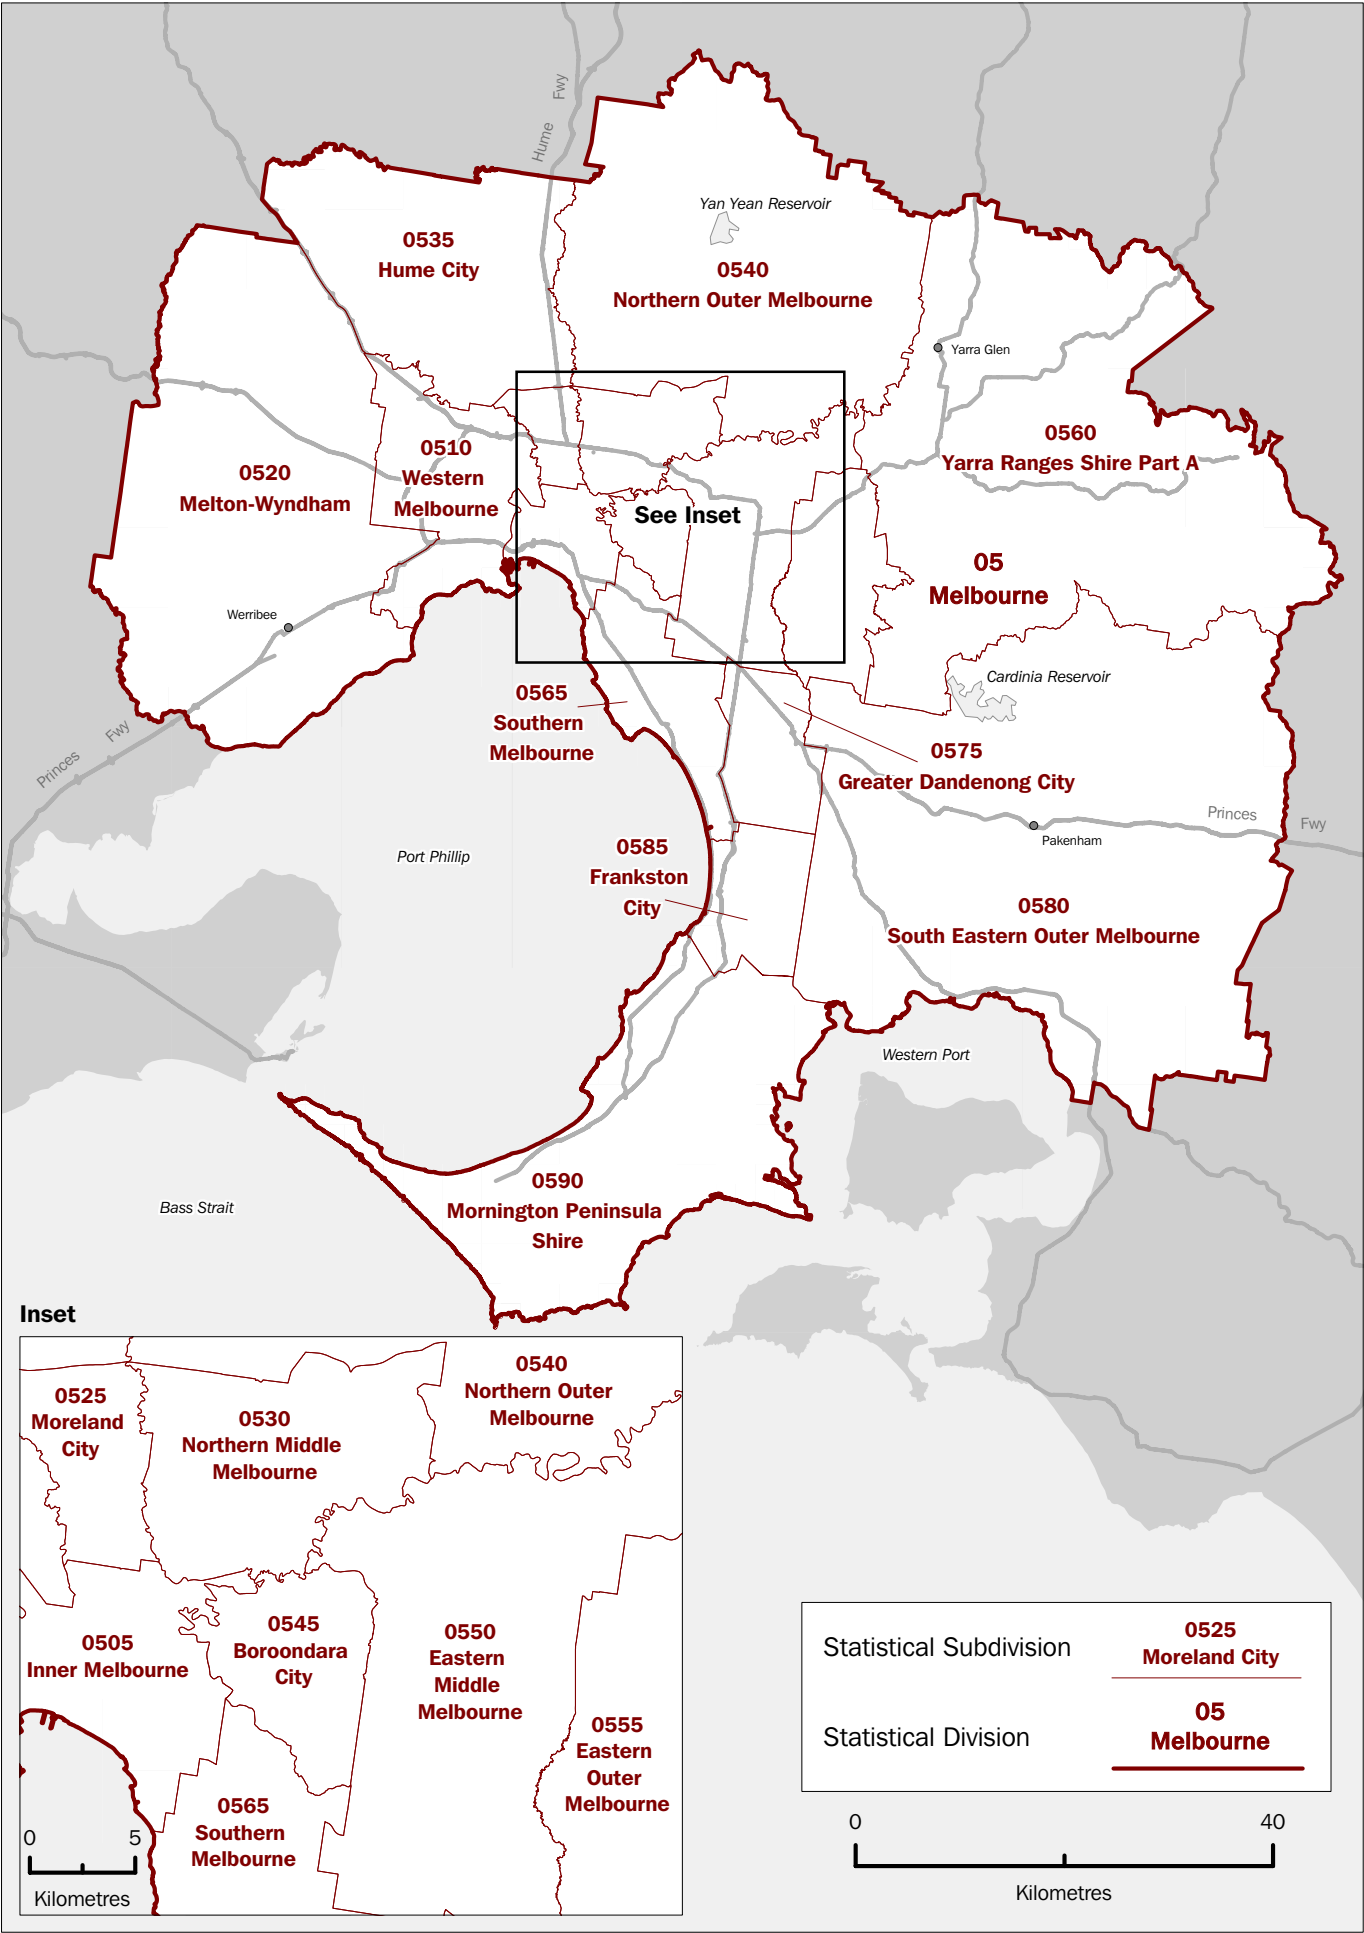 Hume Fwy
Yan Yean Reservoir
0535
Hume City
0540
Northern Outer Melbourne
Yarra Glen
0560
Yarra Ranges Shire Part A
0510
Western
Melbourne
0520
Melton-Wyndham
See Inset
05
Melbourne
Werribee
Cardinia Reservoir
0565
Southern
Melbourne
Princes Fwy
0575
Greater Dandenong City
Princes Fwy
Pakenham
0585
Frankston
City
Port Phillip
0580
South Eastern Outer Melbourne
Western Port
0590
Mornington Peninsula
Shire
Bass Strait
Inset
0540
Northern Outer
Melbourne
0525
Moreland
City
0530
Northern Middle
Melbourne
0545
Boroondara
City
0550
Eastern
Middle
Melbourne
0505
Inner Melbourne
0555
Eastern
Outer
Melbourne
0565
Southern
Melbourne
0 5
Kilometres
Statistical Subdivision
0525
Moreland City
Statistical Division
05
Melbourne
0 40
Kilometres